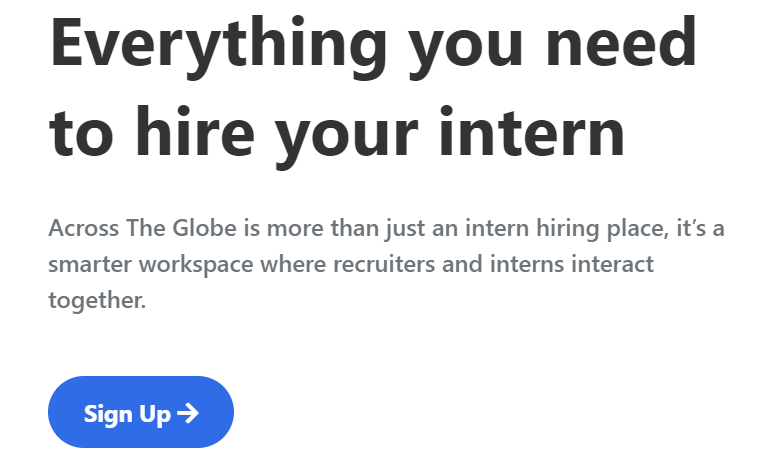 Everything you need
to hire your intern
Across The Globe is more than just an intern hiring place, it’s a
smarter workspace where recruiters and interns interact
together.
Sign Up →